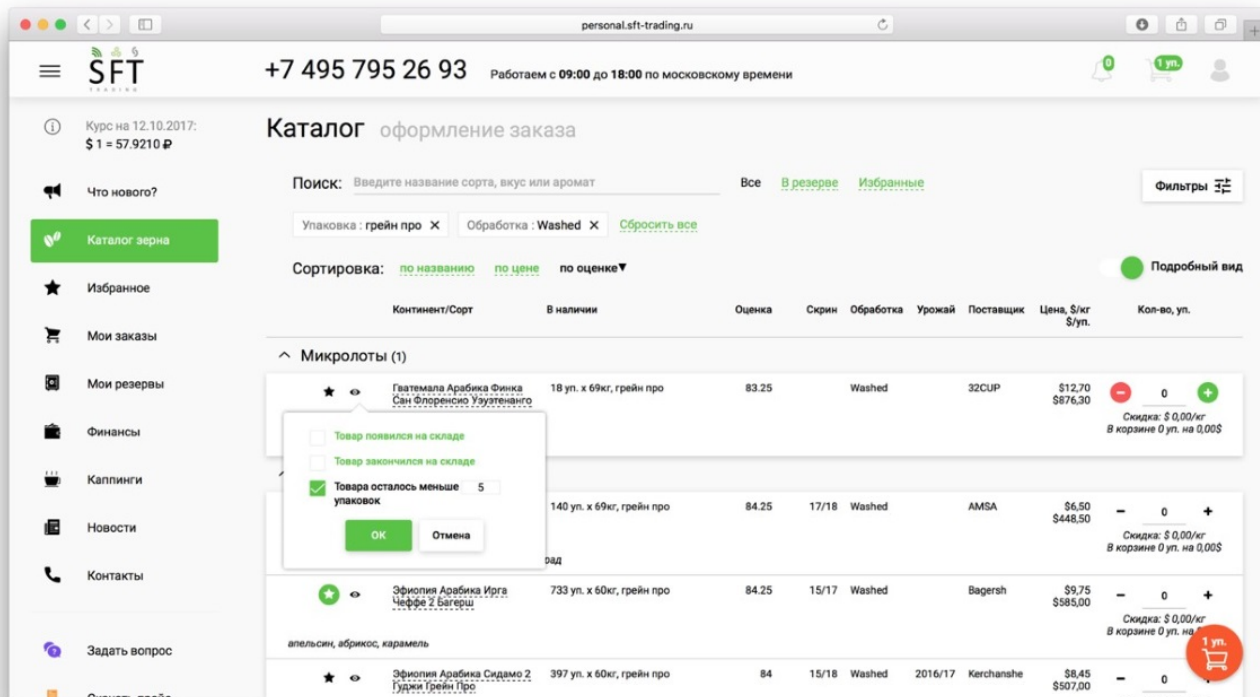 personal.sft-trading.ru
SFT
TRADING
+7 495 795 26 93
Работаем с 09:00 до 18:00 по московскому времени
0
1 уп.
Курс на 12.10.2017:
$ 1 = 57.9210 ₽
Что нового?
Каталог зерна
Избранное
Мои заказы
Мои резервы
Финансы
Каппинги
Новости
Контакты
Задать вопрос
Каталог оформление заказа
Поиск: Введите название сорта, вкус или аромат
Все В резерве Избранные
Фильтры
Упаковка : грейн про ✕ Обработка : Washed ✕ Сбросить все
Сортировка: по названию по цене по оценке▼
Подробный вид
Континент/Сорт В наличии Оценка Скрин Обработка Урожай Поставщик Цена, $/кг Кол-во, уп.
$/уп.
Микролоты (1)
Гватемала Арабика Финка 18 уп. x 69кг, грейн про 83.25 Washed 32CUP $12,70 − 0 +
Сан Флоренсио Уэуэтенанго $876,30
Скидка: $ 0,00/кг
В корзине 0 уп. на 0,00$
Товар появился на складе
Товар закончился на складе
Товара осталось меньше 5
упаковок
ОК Отмена
140 уп. x 69кг, грейн про 84.25 17/18 Washed AMSA $6,50 − 0 +
$448,50
Скидка: $ 0,00/кг
В корзине 0 уп. на 0,00$
рад
Эфиопия Арабика Ирга 733 уп. x 60кг, грейн про 84.25 15/17 Washed Bagersh $9,75 − 0 +
Чеффе 2 Багерш $585,00
Скидка: $ 0,00/кг
В корзине 0 уп. на
апельсин, абрикос, карамель
1 уп.
Эфиопия Арабика Сидамо 2 397 уп. x 60кг, грейн про 84 15/18 Washed 2016/17 Kerchanshe $8,45 − 0
Гуджи Грейн Про $507,00